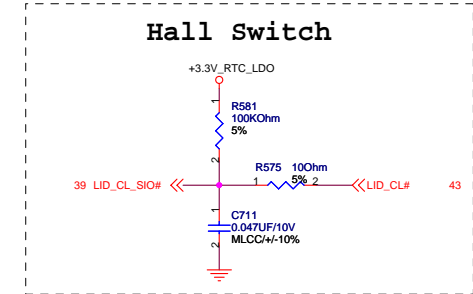 Hall Switch
+3.3V_RTC_LDO
1
R581
100KOhm
5%
2
R575 10Ohm
39 LID_CL_SIO# 1 5% 2 LID_CL# 43
1
C711
0.047UF/10V
MLCC/+/-10%
2